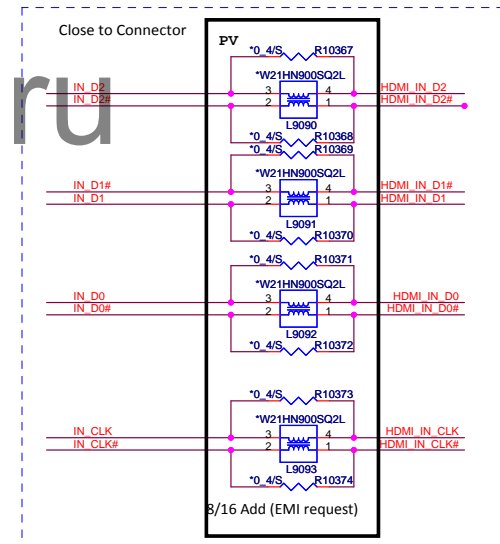 Close to Connector
PV
*0_4/S R10367
*W21HN900SQ2L
IN_D2 3 4 HDMI_IN_D2
IN_D2# 2 1 HDMI_IN_D2#
ru
L9090
*0_4/S R10368
*0_4/S R10369
*W21HN900SQ2L
IN_D1# 3 4 HDMI_IN_D1#
IN_D1 2 1 HDMI_IN_D1
L9091
*0_4/S R10370
*0_4/S R10371
*W21HN900SQ2L
IN_D0 3 4 HDMI_IN_D0
IN_D0# 2 1 HDMI_IN_D0#
L9092
*0_4/S R10372
*0_4/S R10373
*W21HN900SQ2L
IN_CLK 3 4 HDMI_IN_CLK
IN_CLK# 2 1 HDMI_IN_CLK#
L9093
*0_4/S R10374
8/16 Add (EMI request)